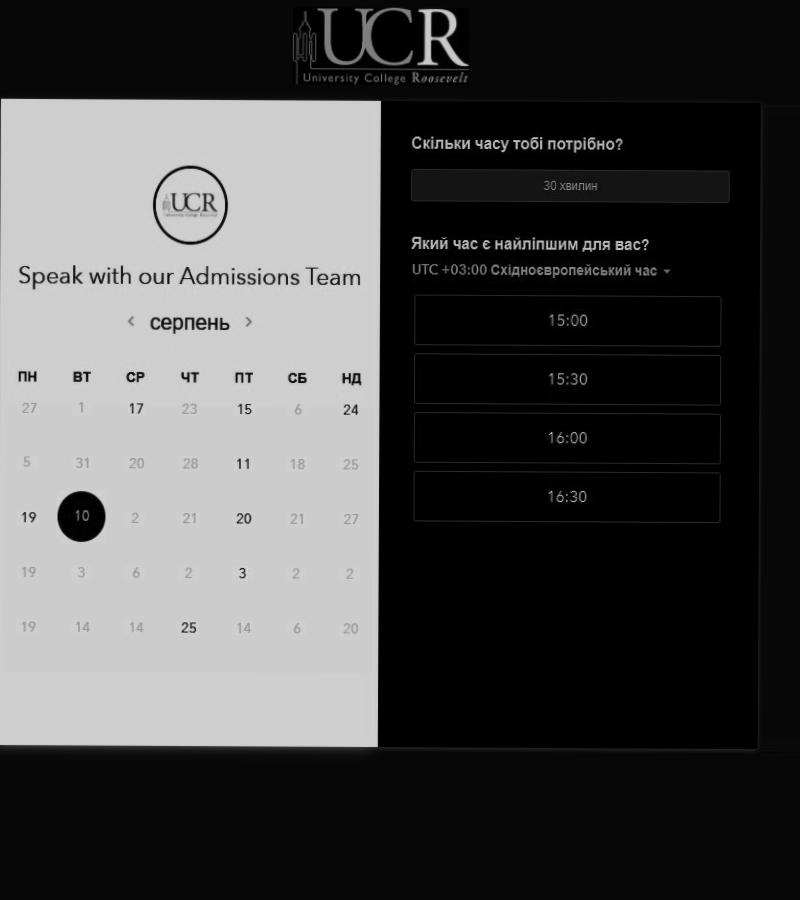 UCR
University College Roosevelt
UCR
University College Roosevelt
Speak with our Admissions Team
серпень
ПН ВТ СР ЧТ ПТ СБ НД
27 1 17 23 15 6 24
5 31 20 28 11 18 25
19 10 2 21 20 21 27
19 3 6 2 3 2 2
19 14 14 25 14 6 20
Скільки часу тобі потрібно?
30 хвилин
Який час є найліпшим для вас?
UTC +03:00 Східноєвропейський час
15:00
15:30
16:00
16:30